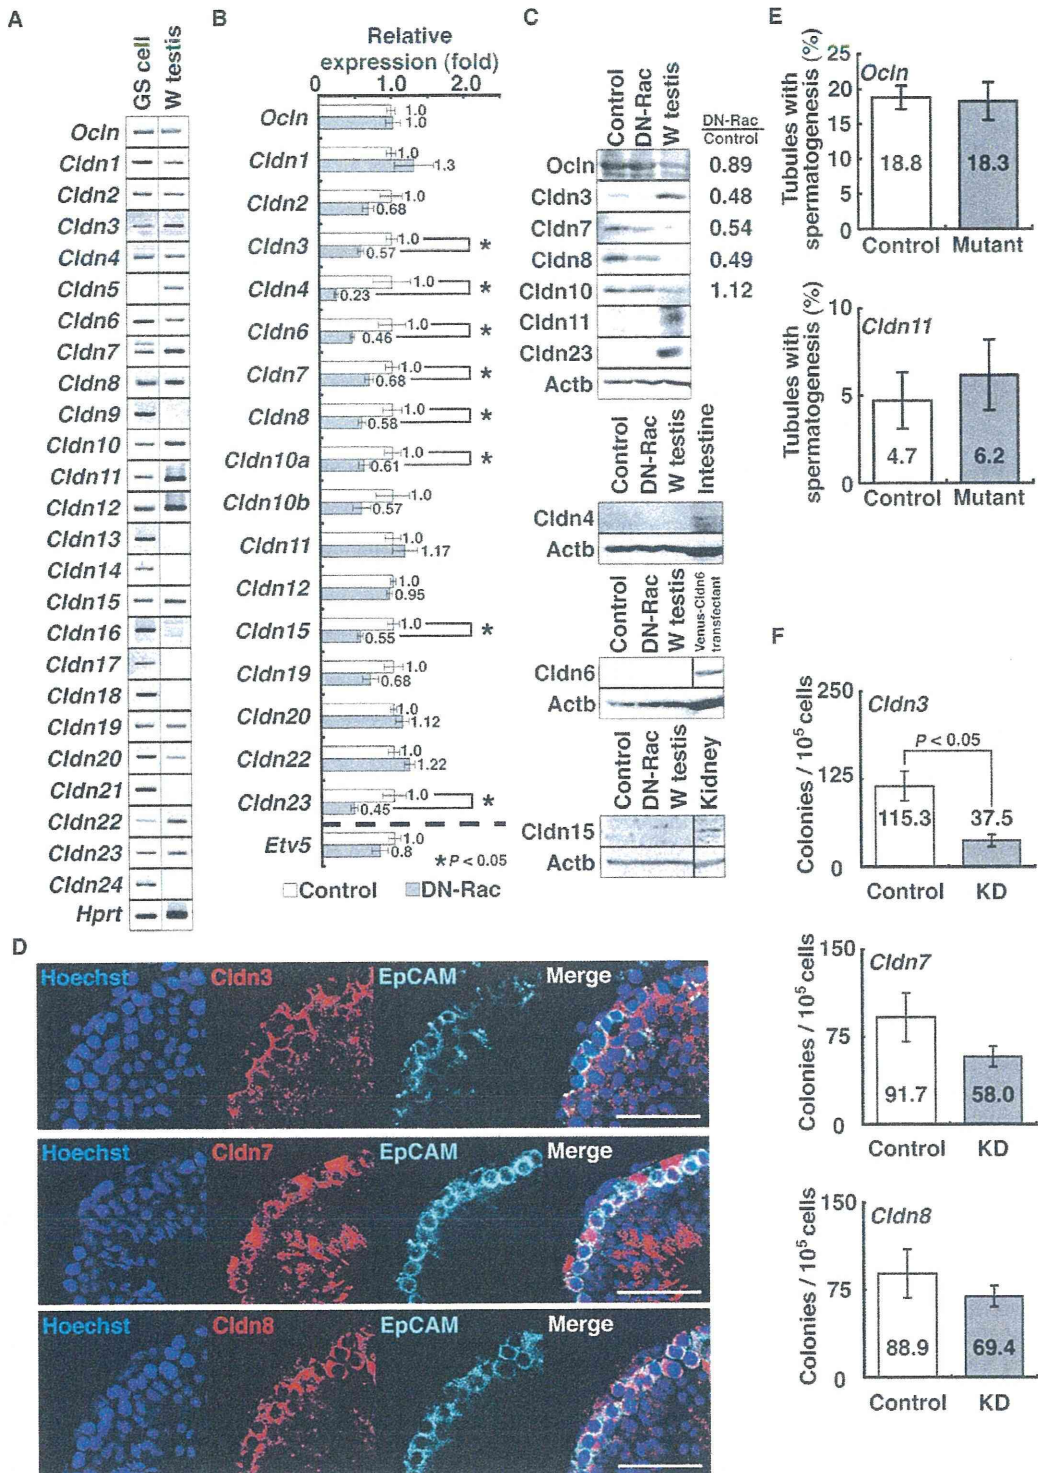 A
GS cell
W testis
Ocln
Cldn1
Cldn2
Cldn3
Cldn4
Cldn5
Cldn6
Cldn7
Cldn8
Cldn9
Cldn10
Cldn11
Cldn12
Cldn13
Cldn14
Cldn15
Cldn16
Cldn17
Cldn18
Cldn19
Cldn20
Cldn21
Cldn22
Cldn23
Cldn24
Hprt
B
Relative
expression (fold)
0 1.0 2.0
Ocln
1.0
1.0
Cldn1
1.0
1.3
Cldn2
1.0
0.68
Cldn3
1.0
0.57
*
Cldn4
1.0
0.23
*
Cldn6
1.0
0.46
*
Cldn7
1.0
0.68
*
Cldn8
1.0
0.58
*
Cldn10a
1.0
0.61
*
Cldn10b
1.0
0.57
Cldn11
1.0
1.17
Cldn12
1.0
0.95
Cldn15
1.0
0.55
*
Cldn19
1.0
0.68
Cldn20
1.0
1.12
Cldn22
1.0
1.22
Cldn23
1.0
0.45
*
Etv5
1.0
0.8
* P < 0.05
Control DN-Rac
C
Control
DN-Rac
W testis
DN-Rac
Control
Ocln 0.89
Cldn3 0.48
Cldn7 0.54
Cldn8 0.49
Cldn10 1.12
Cldn11
Cldn23
Actb
Control
DN-Rac
W testis
Intestine
Cldn4
Actb
Control
DN-Rac
W testis
Venus-Cldn6
transfectant
Cldn6
Actb
Control
DN-Rac
W testis
Kidney
Cldn15
Actb
D
Hoechst Cldn3 EpCAM Merge
Hoechst Cldn7 EpCAM Merge
Hoechst Cldn8 EpCAM Merge
E
Tubules with
spermatogenesis (%)
25
20
15
10
5
0
Ocln
18.8
18.3
Control Mutant
Tubules with
spermatogenesis (%)
10
5
0
Cldn11
4.7
6.2
Control Mutant
F
Colonies / 10⁵ cells
250
125
0
Cldn3
P < 0.05
115.3
37.5
Control KD
Colonies / 10⁵ cells
150
75
0
Cldn7
91.7
58.0
Control KD
Colonies / 10⁵ cells
150
75
0
Cldn8
88.9
69.4
Control KD